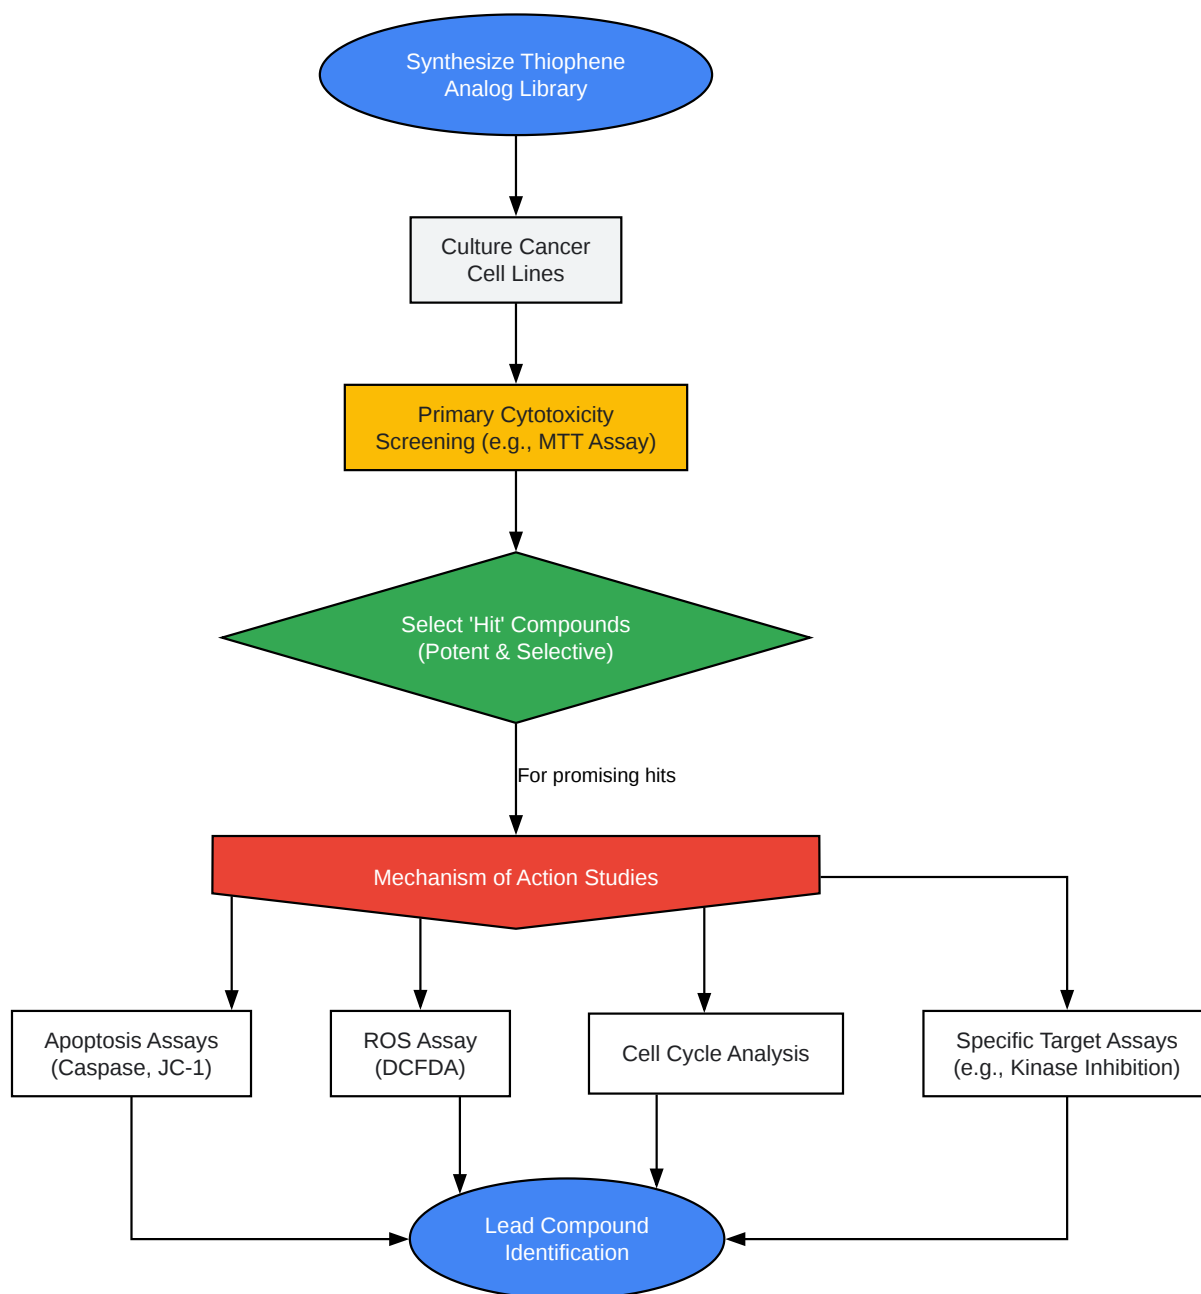 Synthesize Thiophene
Analog Library
Culture Cancer
Cell Lines
Primary Cytotoxicity
Screening (e.g., MTT Assay)
Select 'Hit' Compounds
(Potent & Selective)
For promising hits
Mechanism of Action Studies
Apoptosis Assays
(Caspase, JC-1)
ROS Assay
(DCFDA)
Cell Cycle Analysis
Specific Target Assays
(e.g., Kinase Inhibition)
Lead Compound
Identification